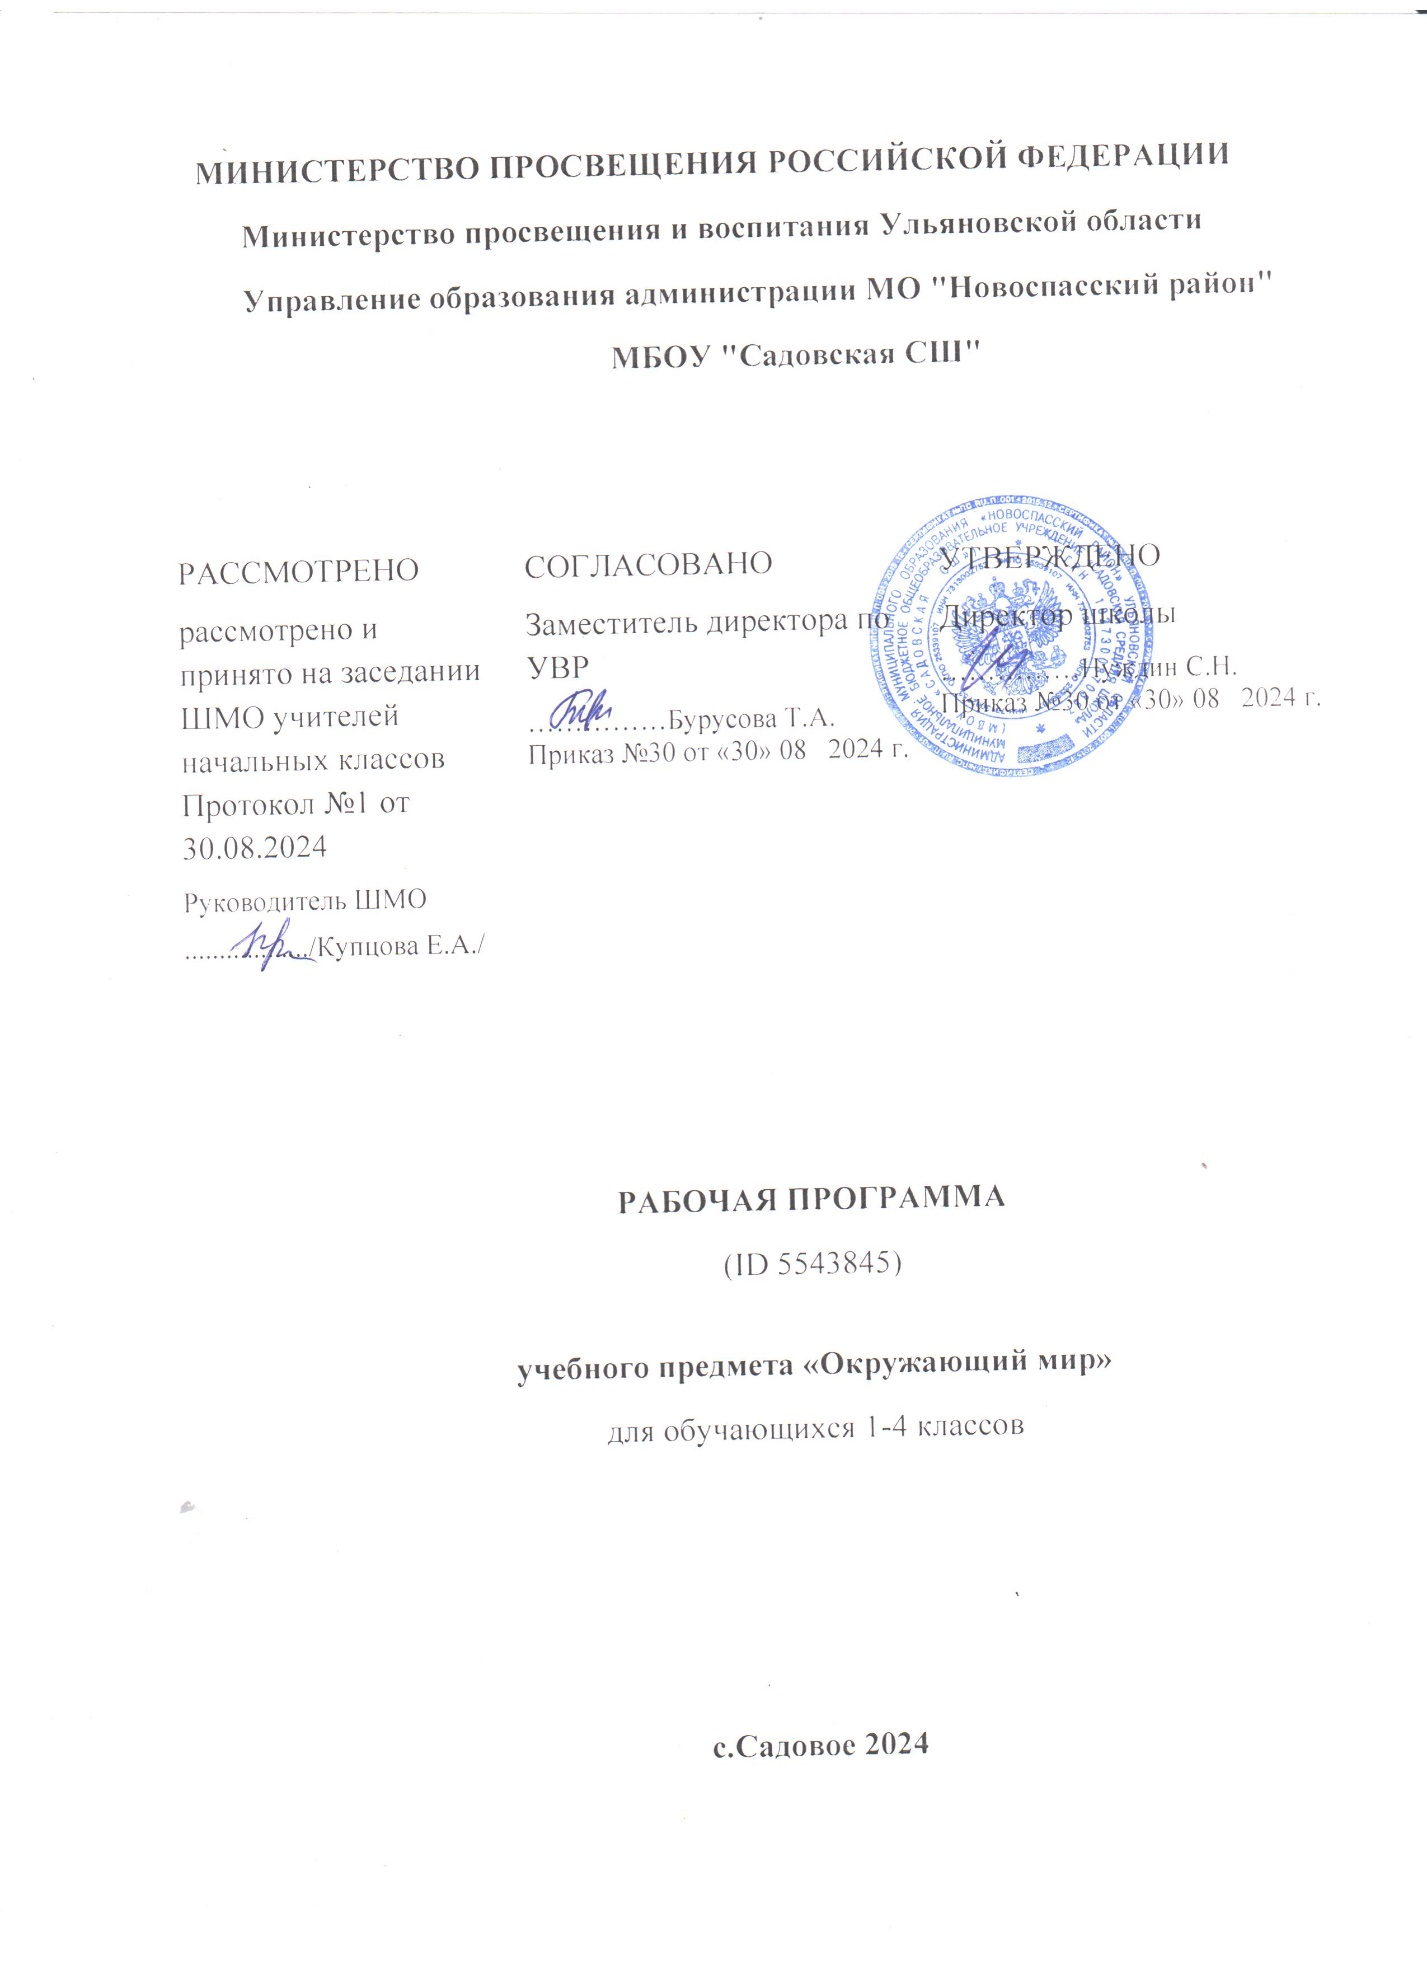 МИНИСТЕРСТВО ПРОСВЕЩЕНИЯ РОССИЙСКОЙ ФЕДЕРАЦИИ
Министерство просвещения и воспитания Ульяновской области
Управление образования администрации МО "Новоспасский район"
МБОУ "Садовская СШ"
РАССМОТРЕНО
рассмотрено и
принято на заседании
ШМО учителей
начальных классов
Протокол №1 от
30.08.2024
Руководитель ШМО
................../Купцова Е.А./
СОГЛАСОВАНО
Заместитель директора по
УВР
...............Бурусова Т.А.
Приказ №30 от «30» 08 2024 г.
УТВЕРЖДЕНО
Директор школы
...............Нуждин С.Н.
Приказ №30 от «30» 08 2024 г.
РАБОЧАЯ ПРОГРАММА
(ID 5543845)
учебного предмета «Окружающий мир»
для обучающихся 1-4 классов
с.Садовое 2024